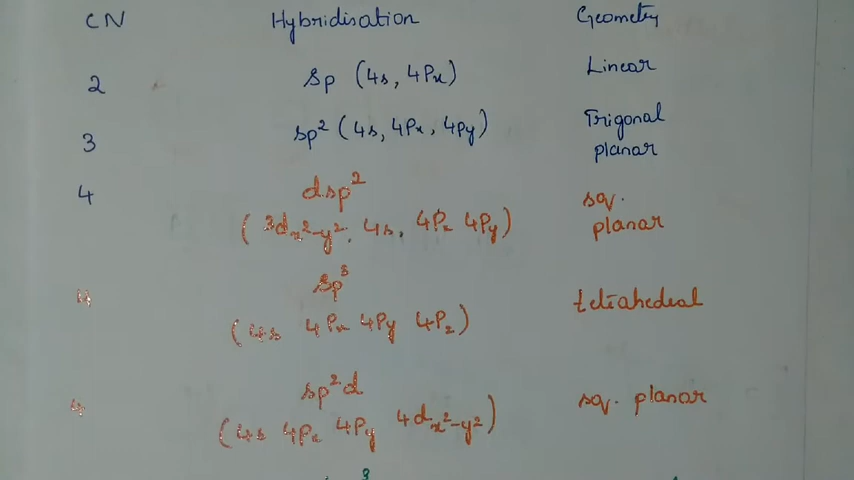 CN Hybridisation Geometry
2 sp (4s, 4Px) Linear
3 sp² (4s, 4Px, 4Py) Trigonal
planar
4 dsp² sq.
(3dx²-y², 4s, 4Px 4Py) planar
4 sp³ tetrahedral
(4s 4Px 4Py 4Pz)
4 sp²d sq. planar
(4s 4Px 4Py 4dx²-y²)